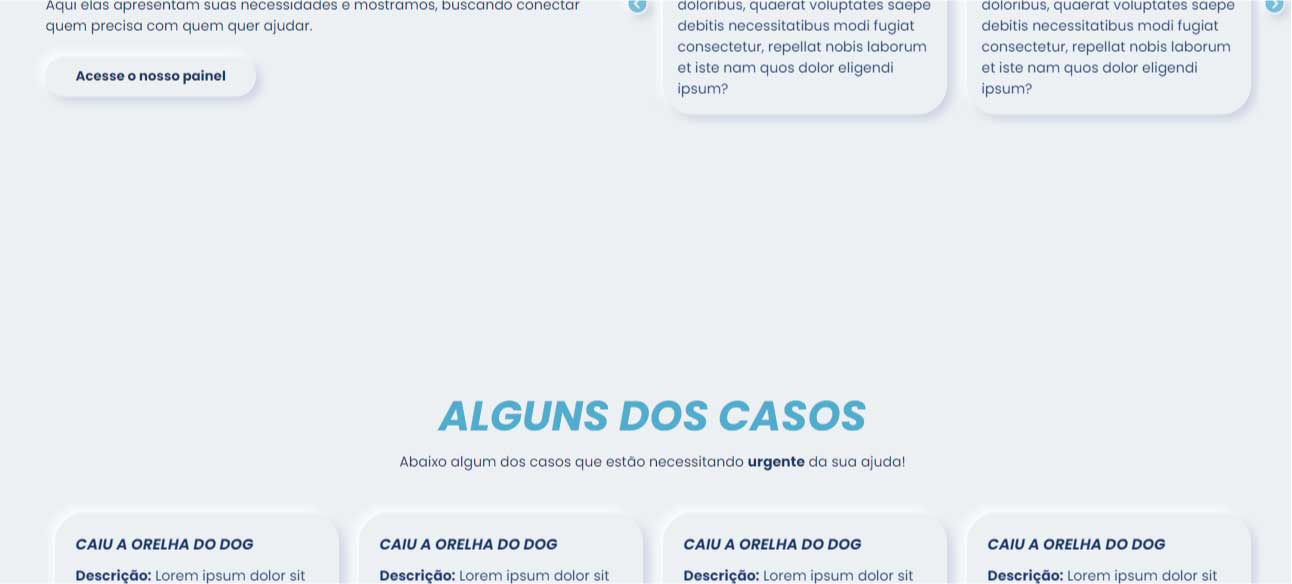 Aqui elas apresentam suas necessidades e mostramos, buscando conectar
quem precisa com quem quer ajudar.
Acesse o nosso painel
doloribus, quaerat voluptates saepe
debitis necessitatibus modi fugiat
consectetur, repellat nobis laborum
et iste nam quos dolor eligendi
ipsum?
doloribus, quaerat voluptates saepe
debitis necessitatibus modi fugiat
consectetur, repellat nobis laborum
et iste nam quos dolor eligendi
ipsum?
ALGUNS DOS CASOS
Abaixo algum dos casos que estão necessitando urgente da sua ajuda!
CAIU A ORELHA DO DOG
Descrição: Lorem ipsum dolor sit
CAIU A ORELHA DO DOG
Descrição: Lorem ipsum dolor sit
CAIU A ORELHA DO DOG
Descrição: Lorem ipsum dolor sit
CAIU A ORELHA DO DOG
Descrição: Lorem ipsum dolor sit